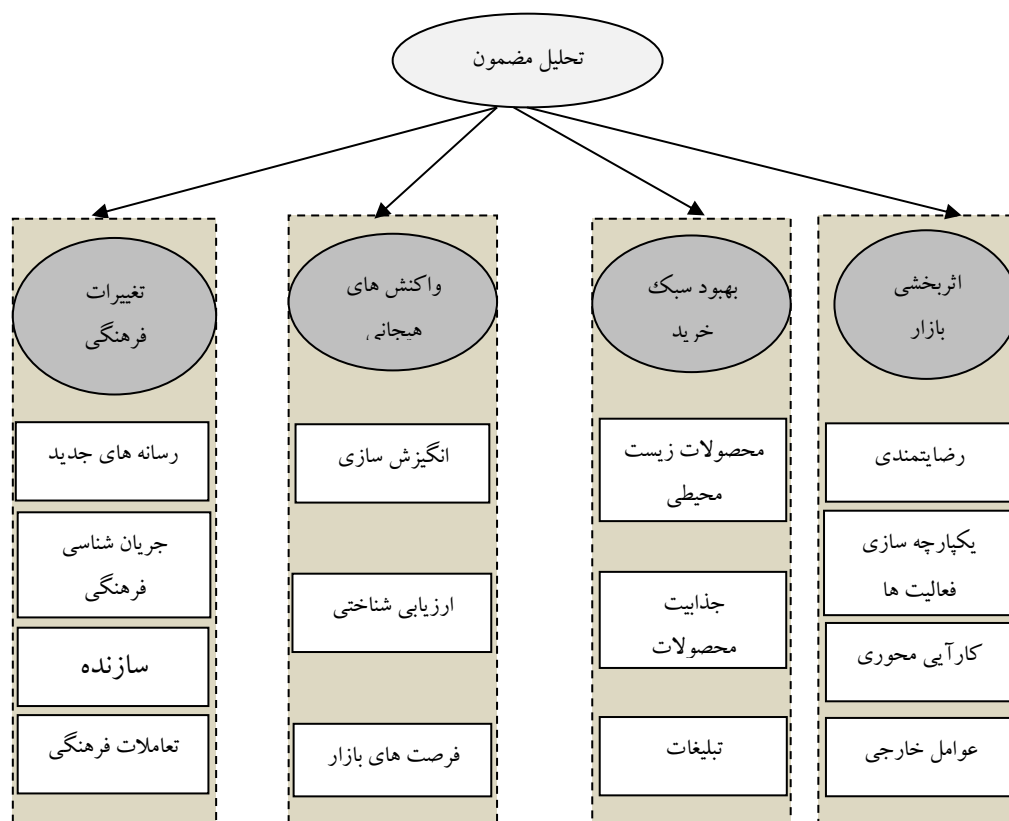 تحلیل مضمون
اثربخشی
بازار
رضایتمندی
یکپارچه سازی
فعالیت ها
کارآیی محوری
عوامل خارجی
بهبود سبک
خرید
محصولات زیست
محیطی
جذابیت
محصولات
تبلیغات
واکنش های
هیجانی
انگیزش سازی
ارزیابی شناختی
فرصت های بازار
تغییرات
فرهنگی
رسانه های جدید
جریان شناسی
فرهنگی
سازنده
تعاملات فرهنگی